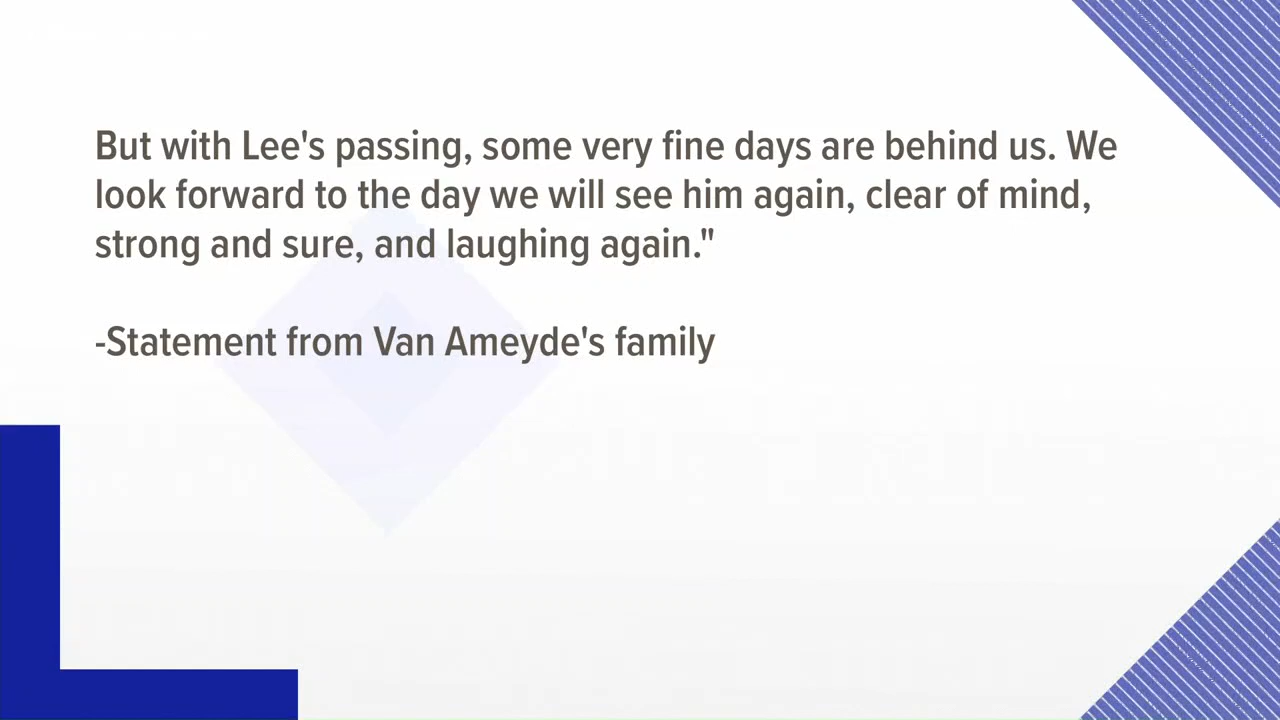 But with Lee's passing, some very fine days are behind us. We
look forward to the day we will see him again, clear of mind,
strong and sure, and laughing again."
-Statement from Van Ameyde's family